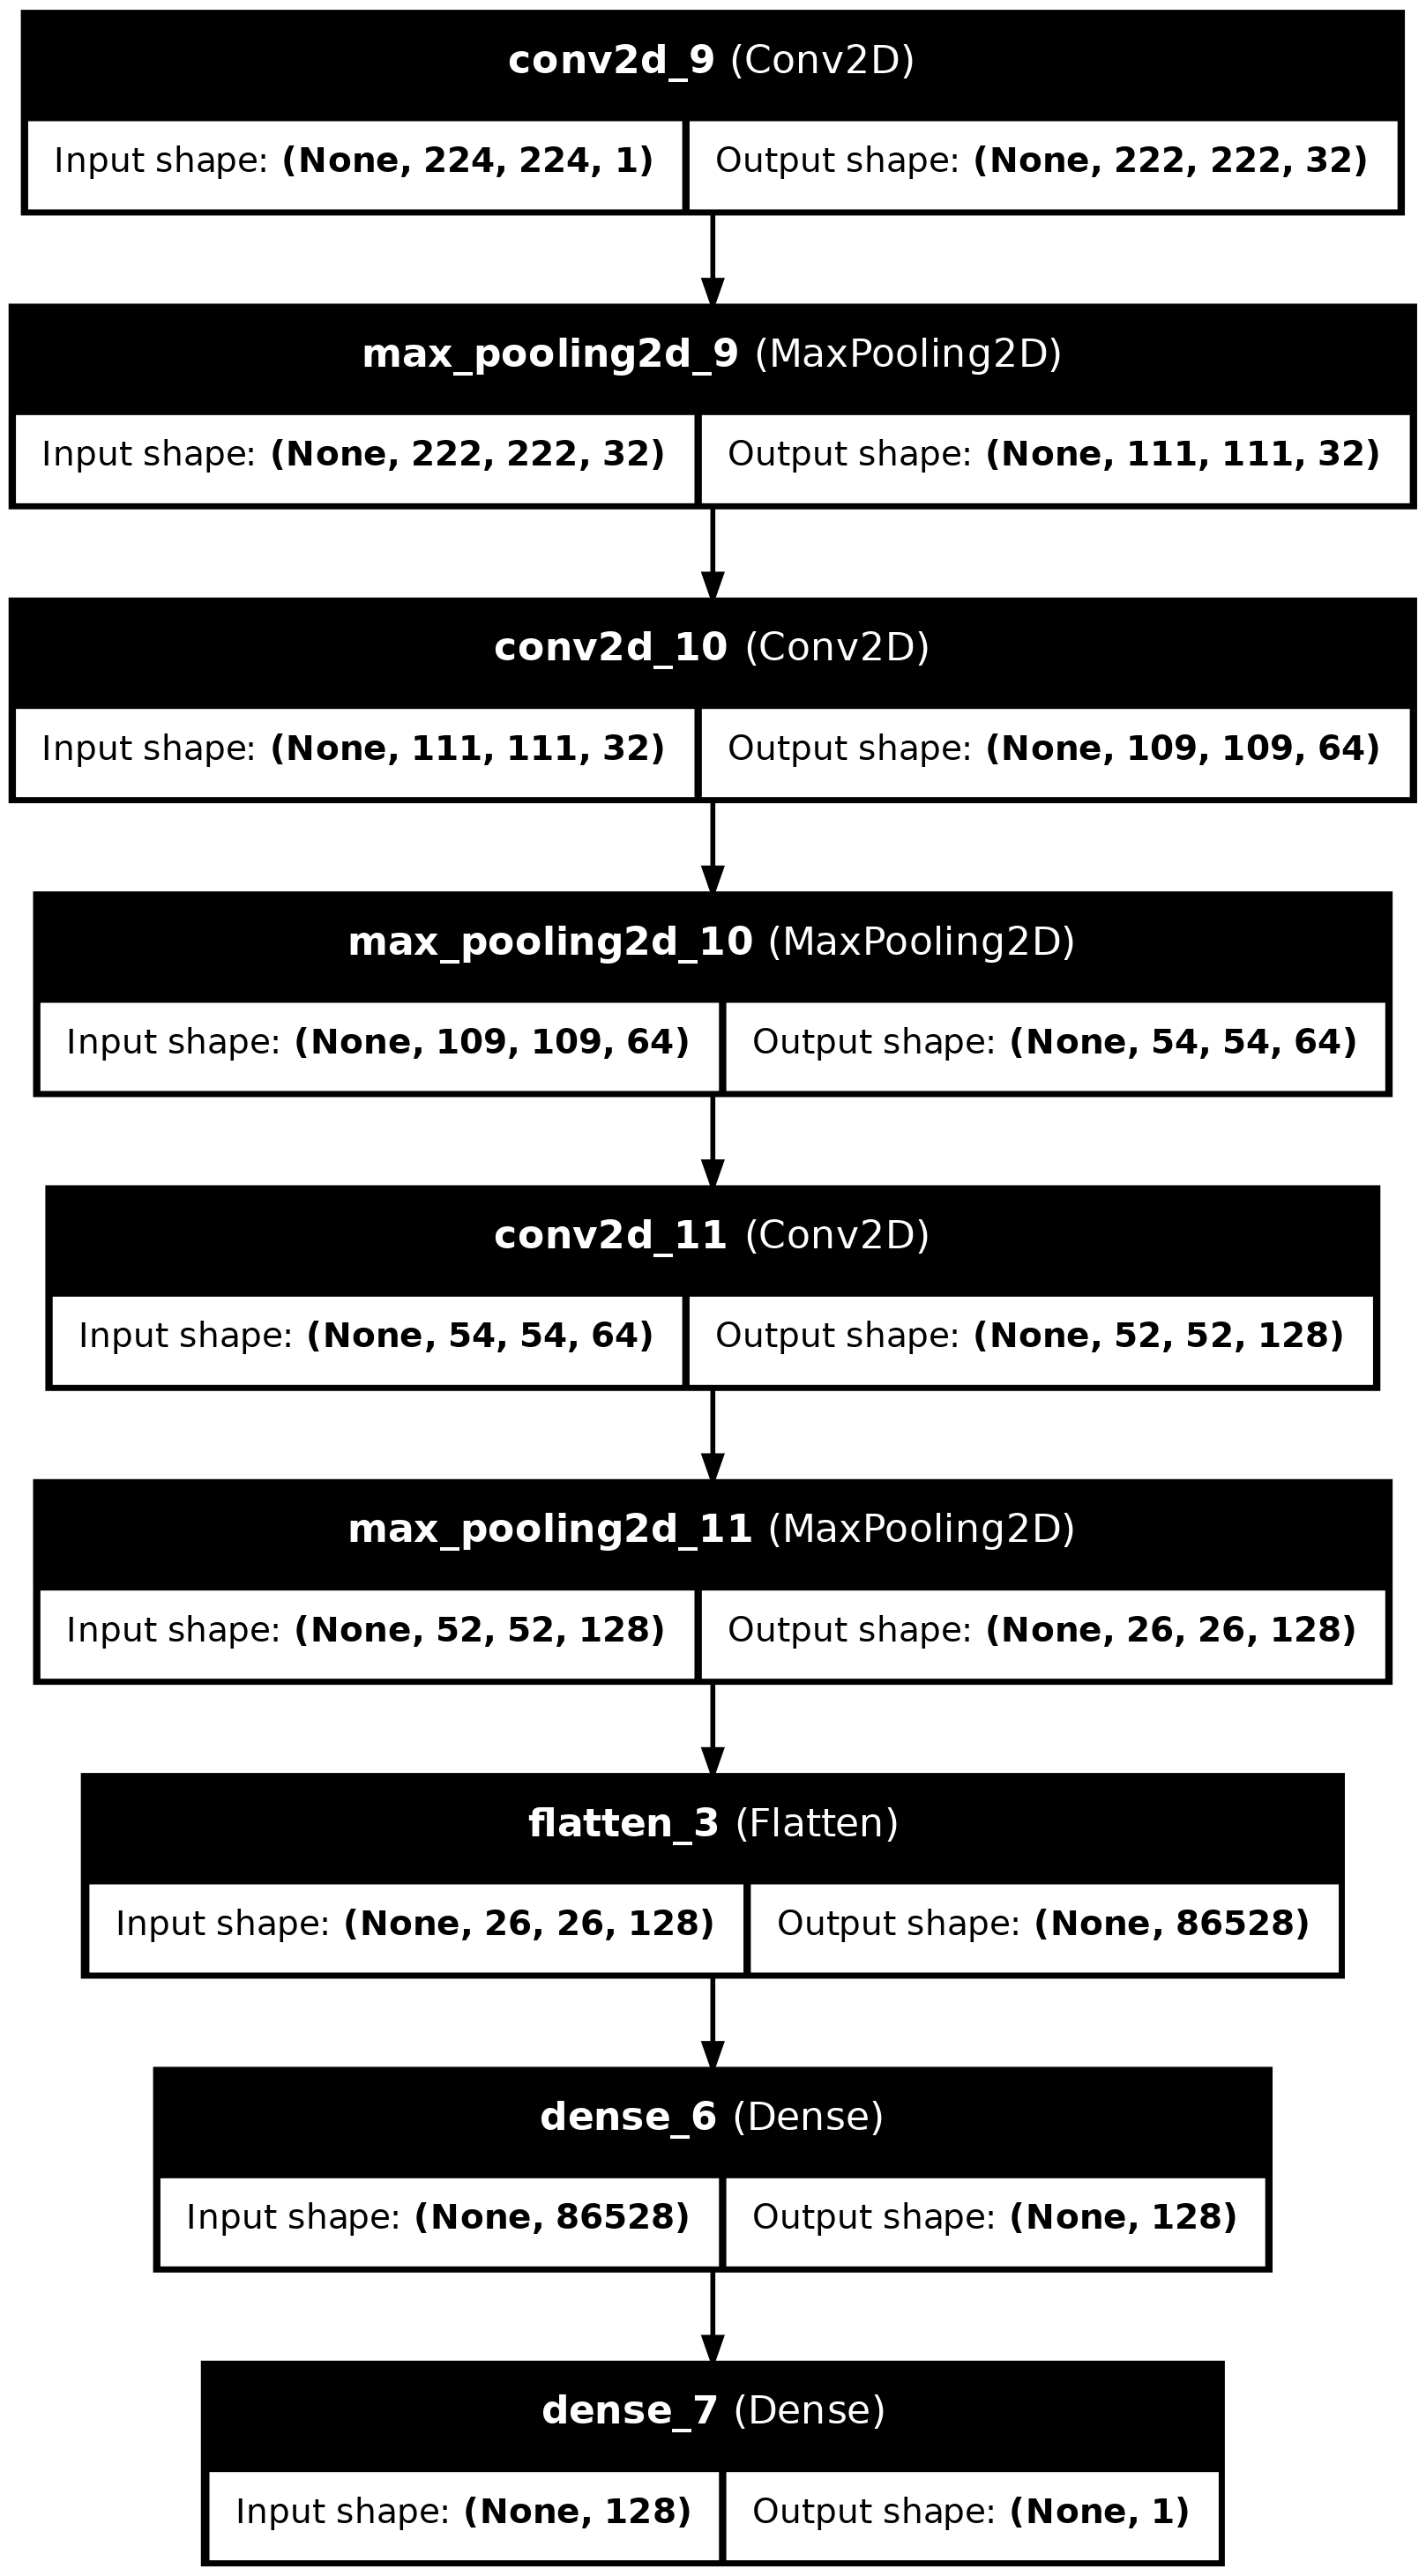 conv2d_9 (Conv2D)
Input shape: (None, 224, 224, 1) Output shape: (None, 222, 222, 32)
max_pooling2d_9 (MaxPooling2D)
Input shape: (None, 222, 222, 32) Output shape: (None, 111, 111, 32)
conv2d_10 (Conv2D)
Input shape: (None, 111, 111, 32) Output shape: (None, 109, 109, 64)
max_pooling2d_10 (MaxPooling2D)
Input shape: (None, 109, 109, 64) Output shape: (None, 54, 54, 64)
conv2d_11 (Conv2D)
Input shape: (None, 54, 54, 64) Output shape: (None, 52, 52, 128)
max_pooling2d_11 (MaxPooling2D)
Input shape: (None, 52, 52, 128) Output shape: (None, 26, 26, 128)
flatten_3 (Flatten)
Input shape: (None, 26, 26, 128) Output shape: (None, 86528)
dense_6 (Dense)
Input shape: (None, 86528) Output shape: (None, 128)
dense_7 (Dense)
Input shape: (None, 128) Output shape: (None, 1)